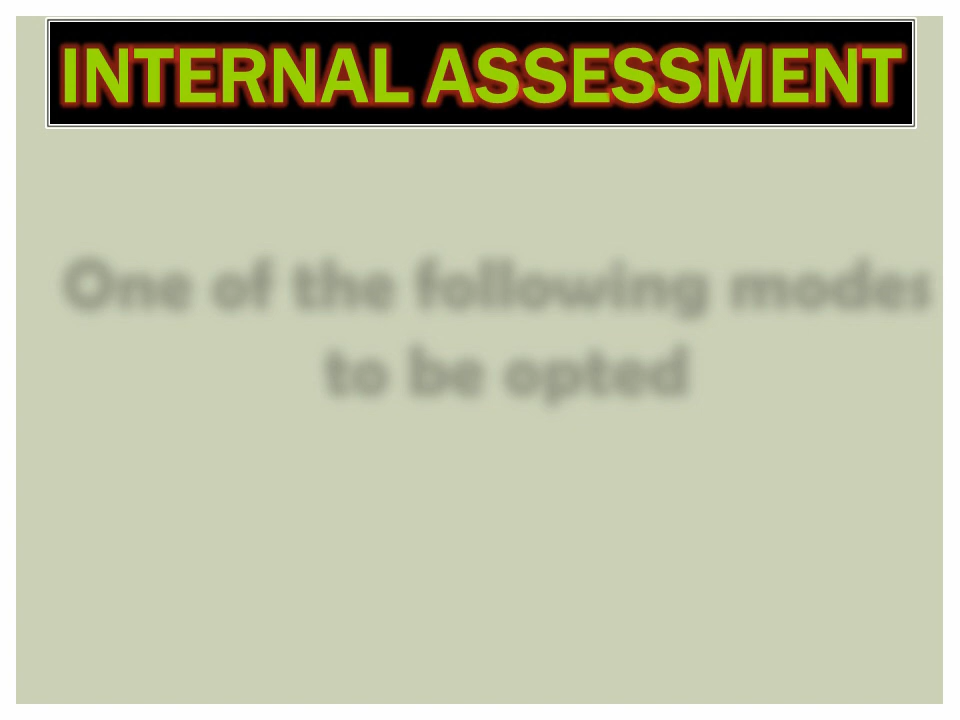 INTERNAL ASSESSMENT
One of the following modes
to be opted